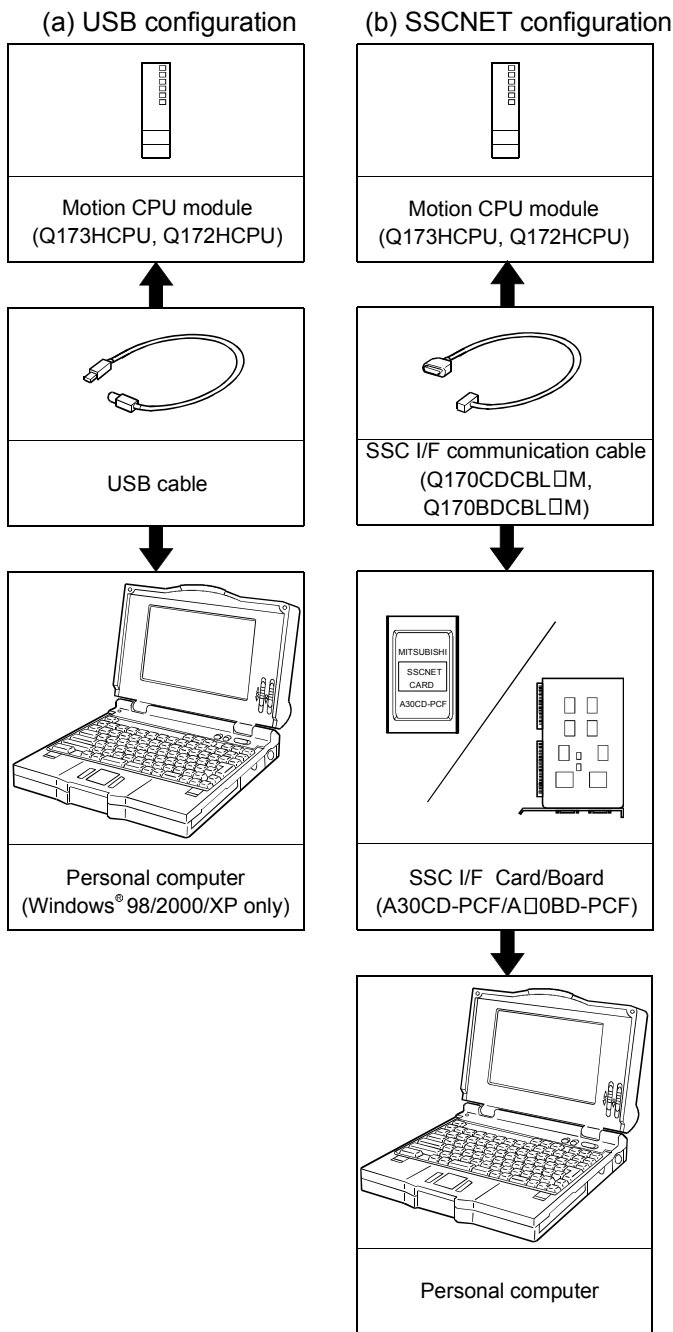 (a) USB configuration
Motion CPU module
(Q173HCPU, Q172HCPU)
USB cable
Personal computer
(Windows® 98/2000/XP only)
(b) SSCNET configuration
Motion CPU module
(Q173HCPU, Q172HCPU)
SSC I/F communication cable
(Q170CDCBL□M,
Q170BDCBL□M)
MITSUBISHI
SSCNET
CARD
A30CD-PCF
SSC I/F Card/Board
(A30CD-PCF/A□0BD-PCF)
Personal computer